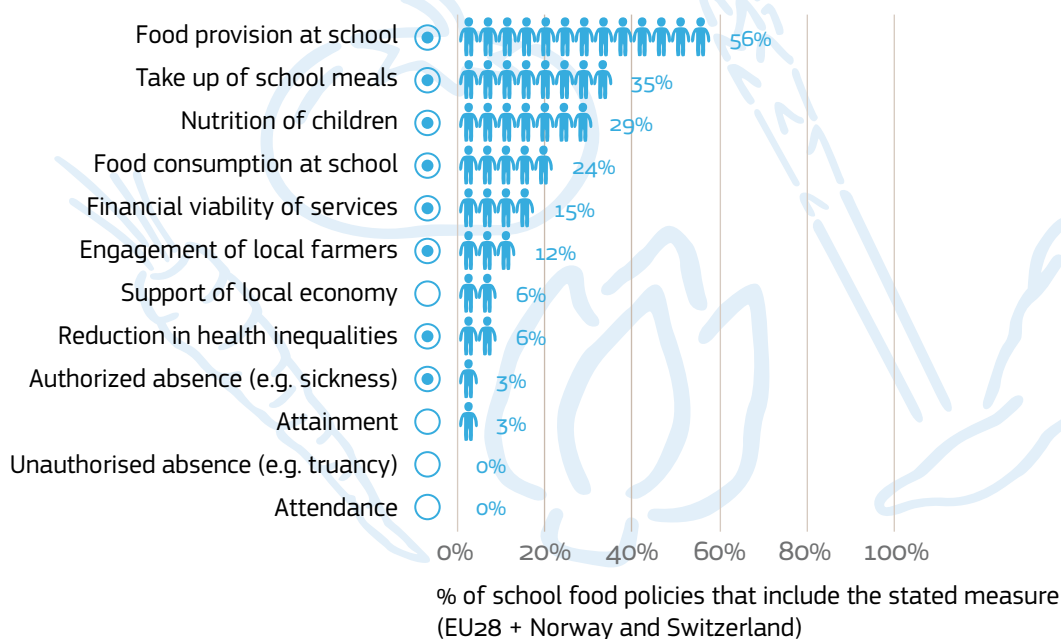 Food provision at school 56%
Take up of school meals 35%
Nutrition of children 29%
Food consumption at school 24%
Financial viability of services 15%
Engagement of local farmers 12%
Support of local economy 6%
Reduction in health inequalities 6%
Authorized absence (e.g. sickness) 3%
Attainment 3%
Unauthorised absence (e.g. truancy) 0%
Attendance 0%
0% 20% 40% 60% 80% 100%
% of school food policies that include the stated measure
(EU28 + Norway and Switzerland)